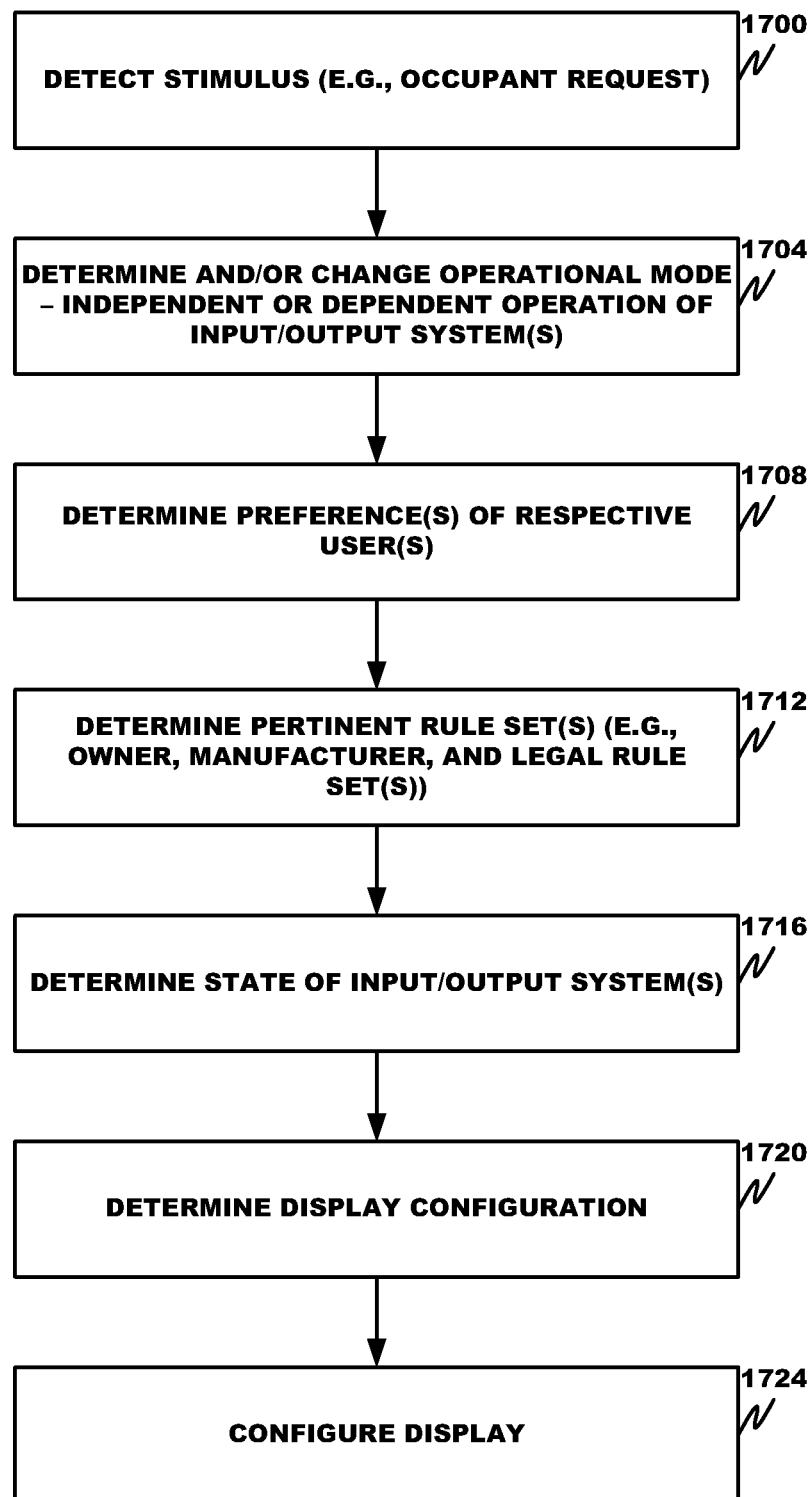 1700
DETECT STIMULUS (E.G., OCCUPANT REQUEST)
1704
DETERMINE AND/OR CHANGE OPERATIONAL MODE
– INDEPENDENT OR DEPENDENT OPERATION OF
INPUT/OUTPUT SYSTEM(S)
1708
DETERMINE PREFERENCE(S) OF RESPECTIVE
USER(S)
1712
DETERMINE PERTINENT RULE SET(S) (E.G.,
OWNER, MANUFACTURER, AND LEGAL RULE
SET(S))
1716
DETERMINE STATE OF INPUT/OUTPUT SYSTEM(S)
1720
DETERMINE DISPLAY CONFIGURATION
1724
CONFIGURE DISPLAY